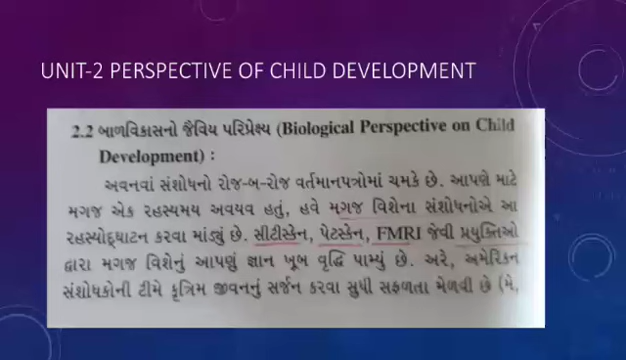 UNIT-2 PERSPECTIVE OF CHILD DEVELOPMENT
2.2 બાળવિકાસનો જૈવિય પરિપ્રેક્ષ્ય (Biological Perspective on Child
Development) :
અવનવાં સંશોધનો રોજ-બ-રોજ વર્તમાનપત્રોમાં ચમકે છે. આપણે માટે
મગજ એક રહસ્યમય અવયવ હતું, હવે મગજ વિશેના સંશોધનોએ આ
રહસ્યોદ્ઘાટન કરવા માંડ્યું છે. સીટીસ્કેન, પેટસ્કેન, FMRI જેવી પ્રયુક્તિઓ
દ્વારા મગજ વિશેનું આપણું જ્ઞાન ખૂબ વૃદ્ધિ પામ્યું છે. અરે, અમેરિકન
સંશોધકોની ટીમે કૃત્રિમ જીવનનું સર્જન કરવા સુધી સફળતા મેળવી છે (મે,